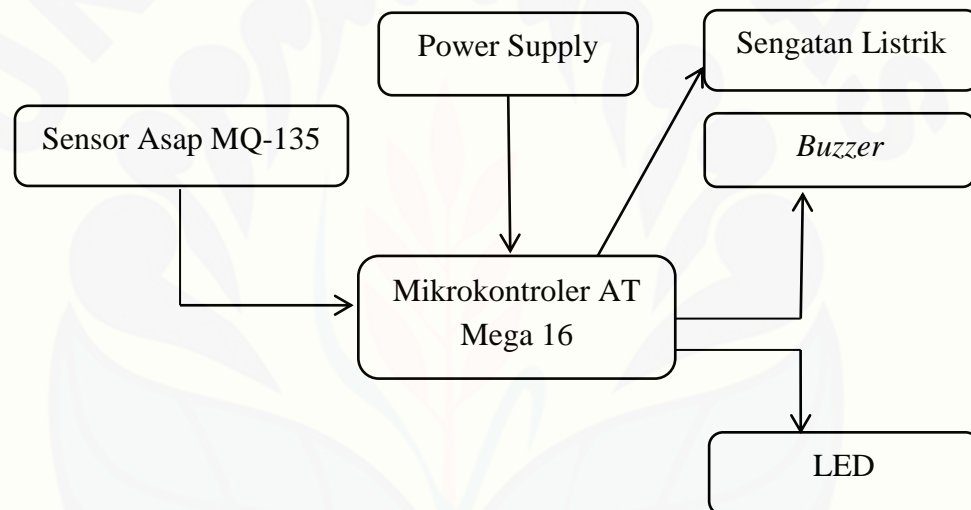 Power Supply
Sengatan Listrik
Sensor Asap MQ-135
Buzzer
Mikrokontroler AT
Mega 16
LED